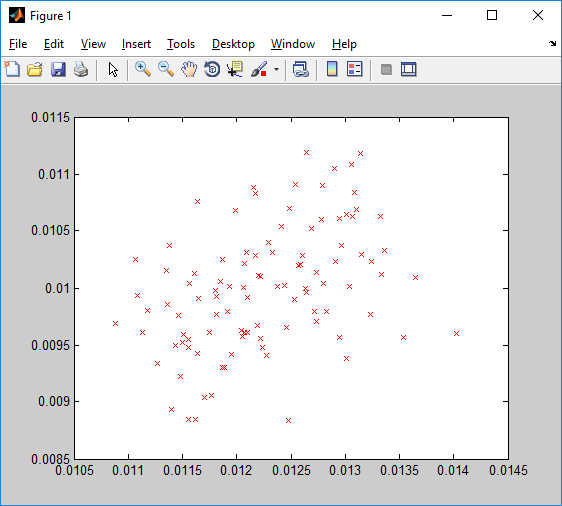 Figure 1
File Edit View Insert Tools Desktop Window Help
0.0115
0.011
0.0105
0.01
0.0095
0.009
0.0085
0.0105 0.011 0.0115 0.012 0.0125 0.013 0.0135 0.014 0.0145